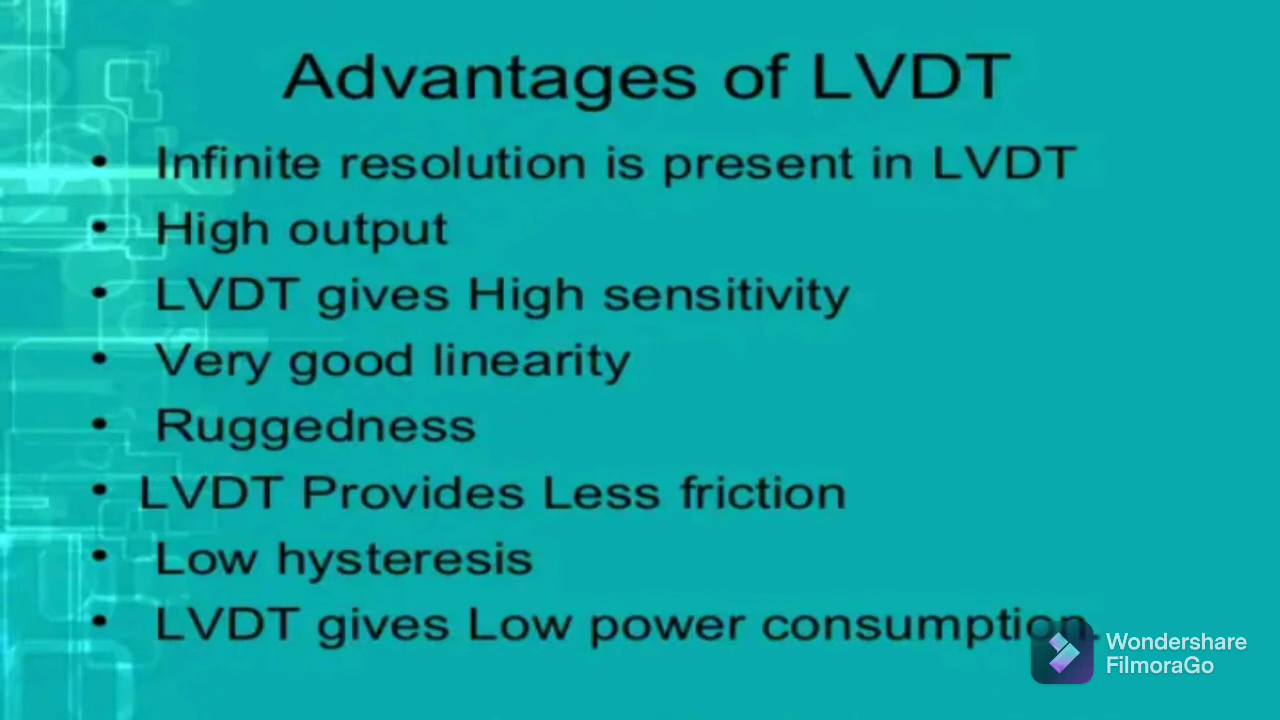 Advantages of LVDT
• Infinite resolution is present in LVDT
• High output
• LVDT gives High sensitivity
• Very good linearity
• Ruggedness
• LVDT Provides Less friction
• Low hysteresis
• LVDT gives Low power consumption.
Wondershare
FilmoraGo